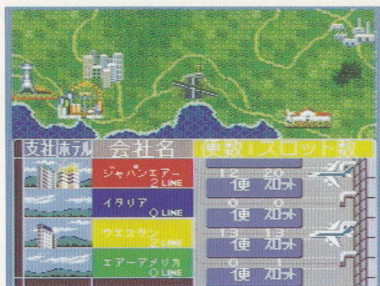 支社ホテル 会社名 便数:スロット数
ジャパンエアー
2 LINE
12 20
便 スロット
イタリア
0 LINE
0 0
便 スロット
ウエスタン
2 LINE
13 13
便 スロット
エアーアメリカ
0 LINE
0 1
便 スロット